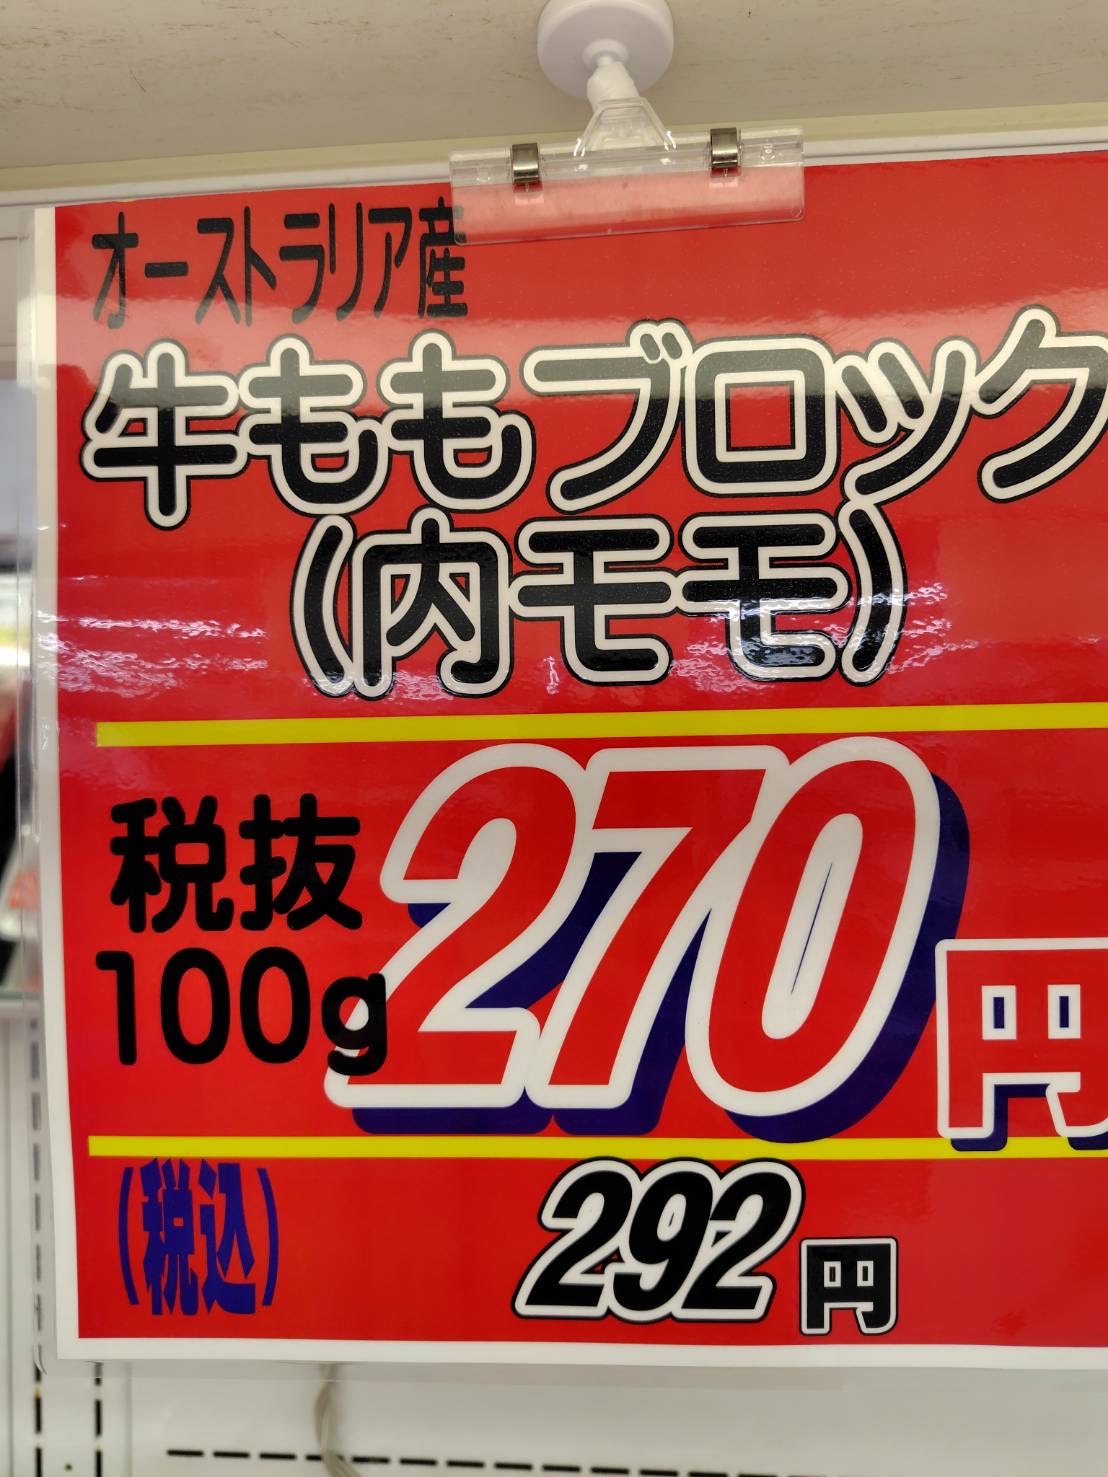 オーストラリア産
牛ももブロック
(内モモ)
税抜
100g 270円
(税込) 292円